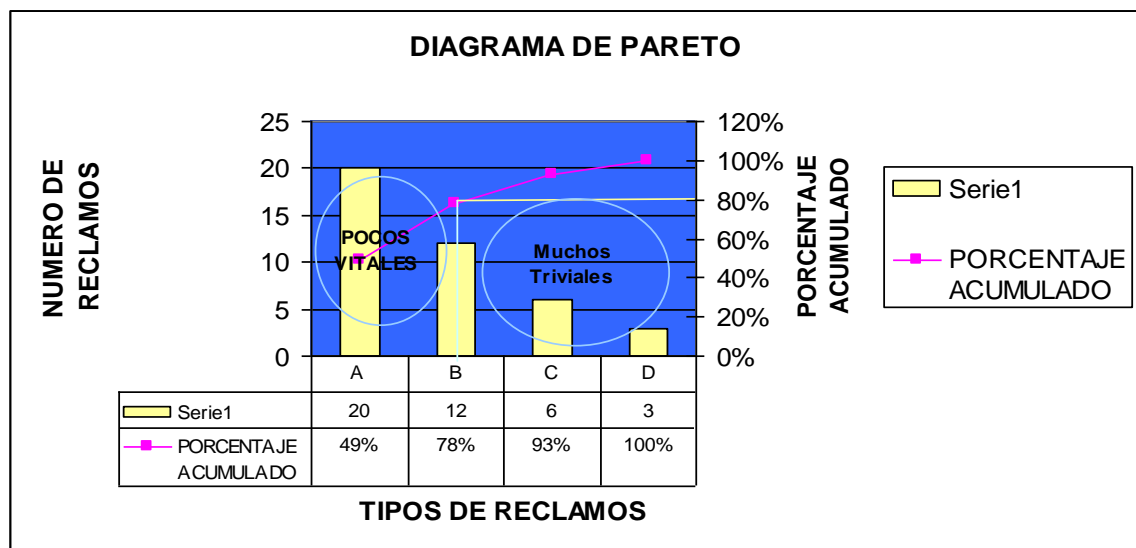 DIAGRAMA DE PARETO
NUMERO DE
RECLAMOS
25
20
15
10
5
0
POCOS
VITALES
Muchos
Triviales
120%
100%
80%
60%
40%
20%
0%
PORCENTAJE
ACUMULADO
Serie1
PORCENTAJE
ACUMULADO
A B C D
Serie1 20 12 6 3
PORCENTAJE 49% 78% 93% 100%
ACUMULADO
TIPOS DE RECLAMOS